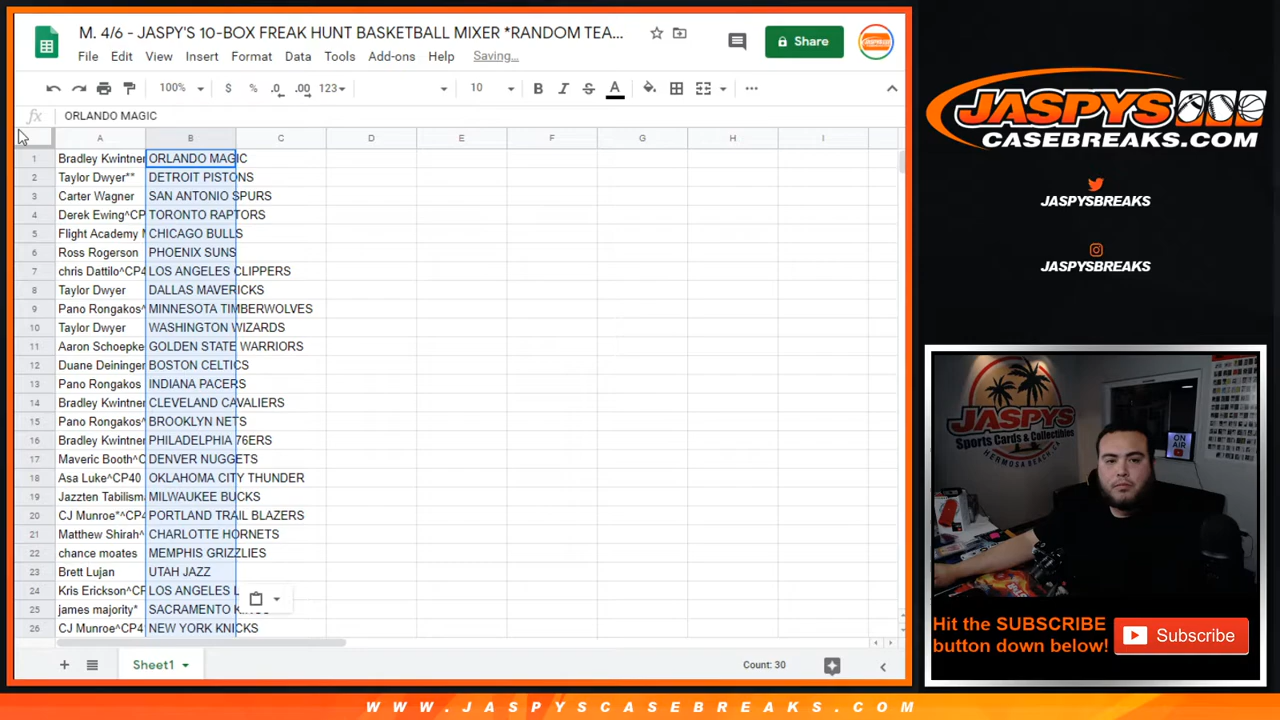 M. 4/6 - JASPY'S 10-BOX FREAK HUNT BASKETBALL MIXER *RANDOM TEA...
Share
File Edit View Insert Format Data Tools Add-ons Help Saving...
100% $ % .0 .00 123 10 B I S A
fx ORLANDO MAGIC
A B C D E F G H I
1 Bradley Kwintner ORLANDO MAGIC
2 Taylor Dwyer** DETROIT PISTONS
3 Carter Wagner SAN ANTONIO SPURS
4 Derek Ewing^CP TORONTO RAPTORS
5 Flight Academy CHICAGO BULLS
6 Ross Rogerson PHOENIX SUNS
7 chris Dattilo^CP4 LOS ANGELES CLIPPERS
8 Taylor Dwyer DALLAS MAVERICKS
9 Pano Rongakos^ MINNESOTA TIMBERWOLVES
10 Taylor Dwyer WASHINGTON WIZARDS
11 Aaron Schoepke GOLDEN STATE WARRIORS
12 Duane Deininger BOSTON CELTICS
13 Pano Rongakos INDIANA PACERS
14 Bradley Kwintner CLEVELAND CAVALIERS
15 Pano Rongakos^ BROOKLYN NETS
16 Bradley Kwintner PHILADELPHIA 76ERS
17 Maveric Booth^C DENVER NUGGETS
18 Asa Luke^CP40 OKLAHOMA CITY THUNDER
19 Jazzten Tabilisma MILWAUKEE BUCKS
20 CJ Munroe*^CP4 PORTLAND TRAIL BLAZERS
21 Matthew Shirah^ CHARLOTTE HORNETS
22 chance moates MEMPHIS GRIZZLIES
23 Brett Lujan UTAH JAZZ
24 Kris Erickson^CP LOS ANGELES L
25 james majority* SACRAMENTO
26 CJ Munroe^CP4 NEW YORK KNICKS
Sheet1
Count: 30
JASPYS
CASEBREAKS.COM
JASPYSBREAKS
JASPYSBREAKS
JASPYS
Sports Cards & Collectibles
HERMOSA BEACH CA
ON AIR
Hit the SUBSCRIBE
button down below!
Subscribe
WWW.JASPYSCASEBREAKS.COM